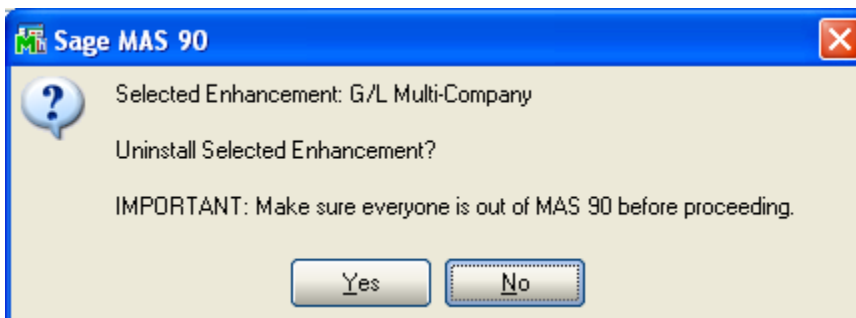 Sage MAS 90
Selected Enhancement: G/L Multi-Company
Uninstall Selected Enhancement?
IMPORTANT: Make sure everyone is out of MAS 90 before proceeding.
Yes No